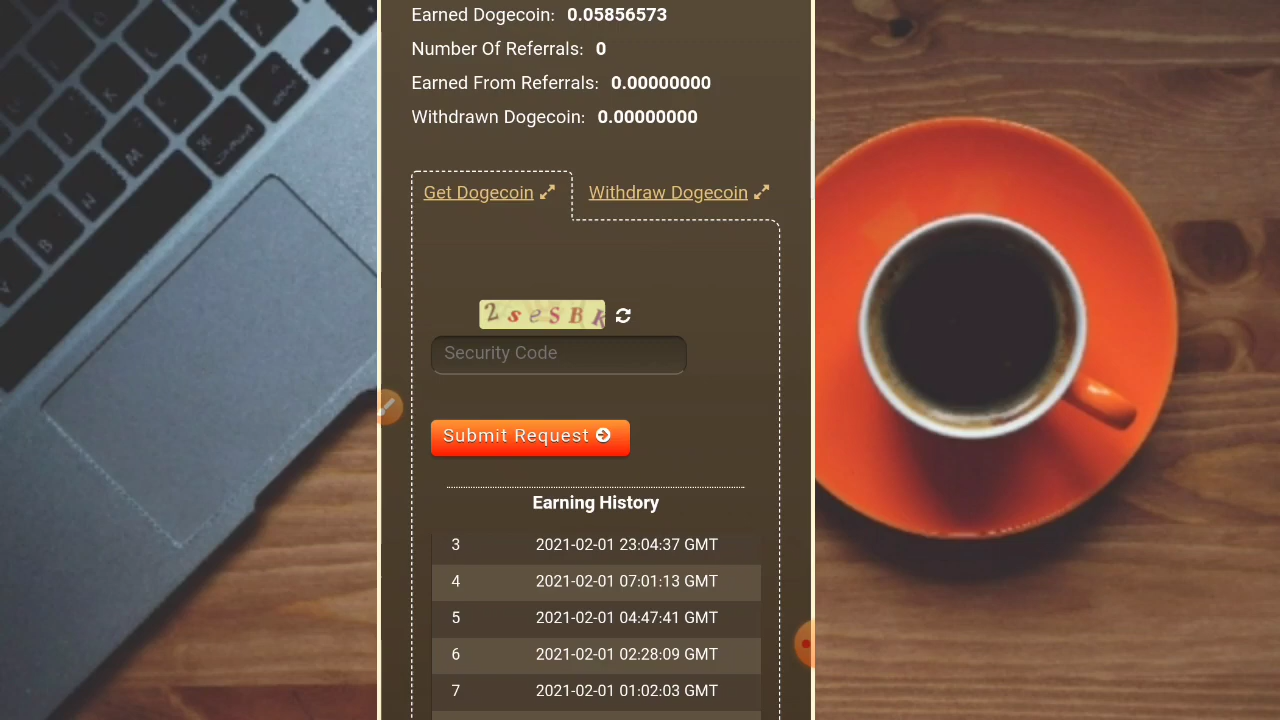 Earned Dogecoin: 0.05856573
Number Of Referrals: 0
Earned From Referrals: 0.00000000
Withdrawn Dogecoin: 0.00000000
Get Dogecoin Withdraw Dogecoin
Security Code
Submit Request
Earning History
3 2021-02-01 23:04:37 GMT
4 2021-02-01 07:01:13 GMT
5 2021-02-01 04:47:41 GMT
6 2021-02-01 02:28:09 GMT
7 2021-02-01 01:02:03 GMT